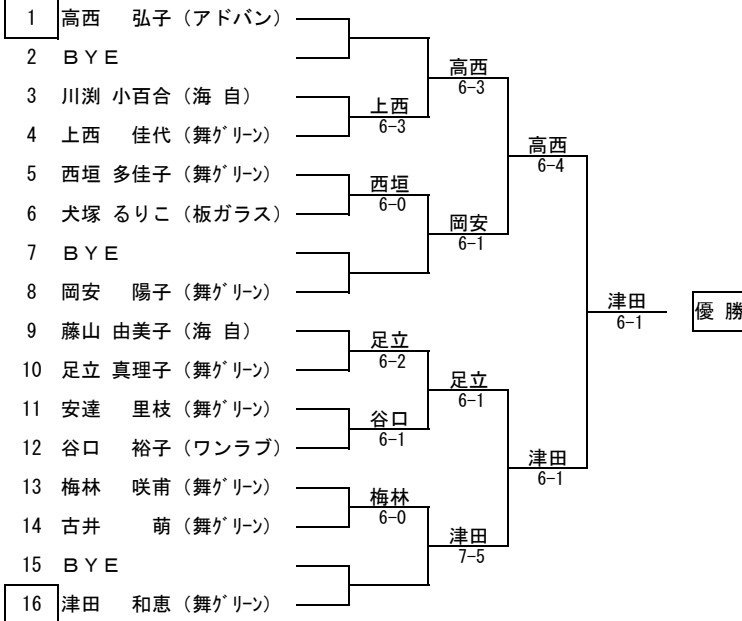 1 高西 弘子 (アドバン)
2 BYE
高西
6-3
3 川渕 小百合 (海 自)
上西
6-3
4 上西 佳代 (舞グリーン)
高西
6-4
5 西垣 多佳子 (舞グリーン)
西垣
6-0
6 犬塚 るりこ (板ガラス)
岡安
6-1
7 BYE
8 岡安 陽子 (舞グリーン)
津田
6-1
優 勝
9 藤山 由美子 (海 自)
足立
6-2
10 足立 真理子 (舞グリーン)
足立
6-1
11 安達 里枝 (舞グリーン)
谷口
6-1
12 谷口 裕子 (ワンラブ)
津田
6-1
13 梅林 咲甫 (舞グリーン)
梅林
6-0
14 古井 萌 (舞グリーン)
津田
7-5
15 BYE
16 津田 和恵 (舞グリーン)